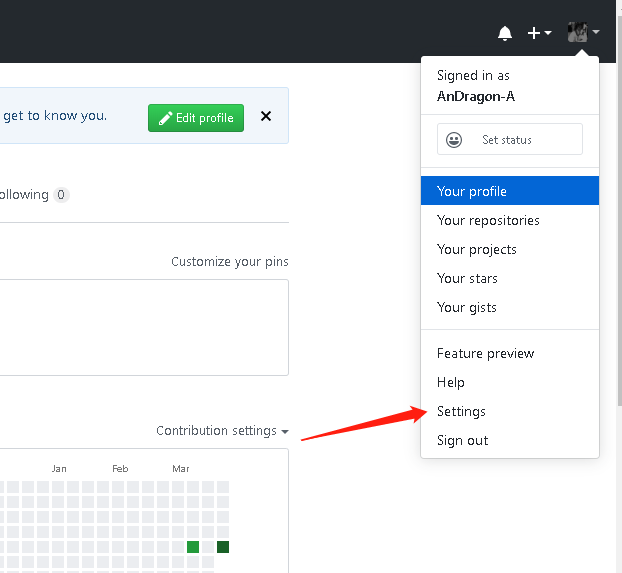 Signed in as
AnDragon-A
Set status
get to know you.
Edit profile
Your profile
ollowing 0
Your repositories
Your projects
Customize your pins
Your stars
Your gists
Feature preview
Help
Settings
Contribution settings
Sign out
Jan Feb Mar